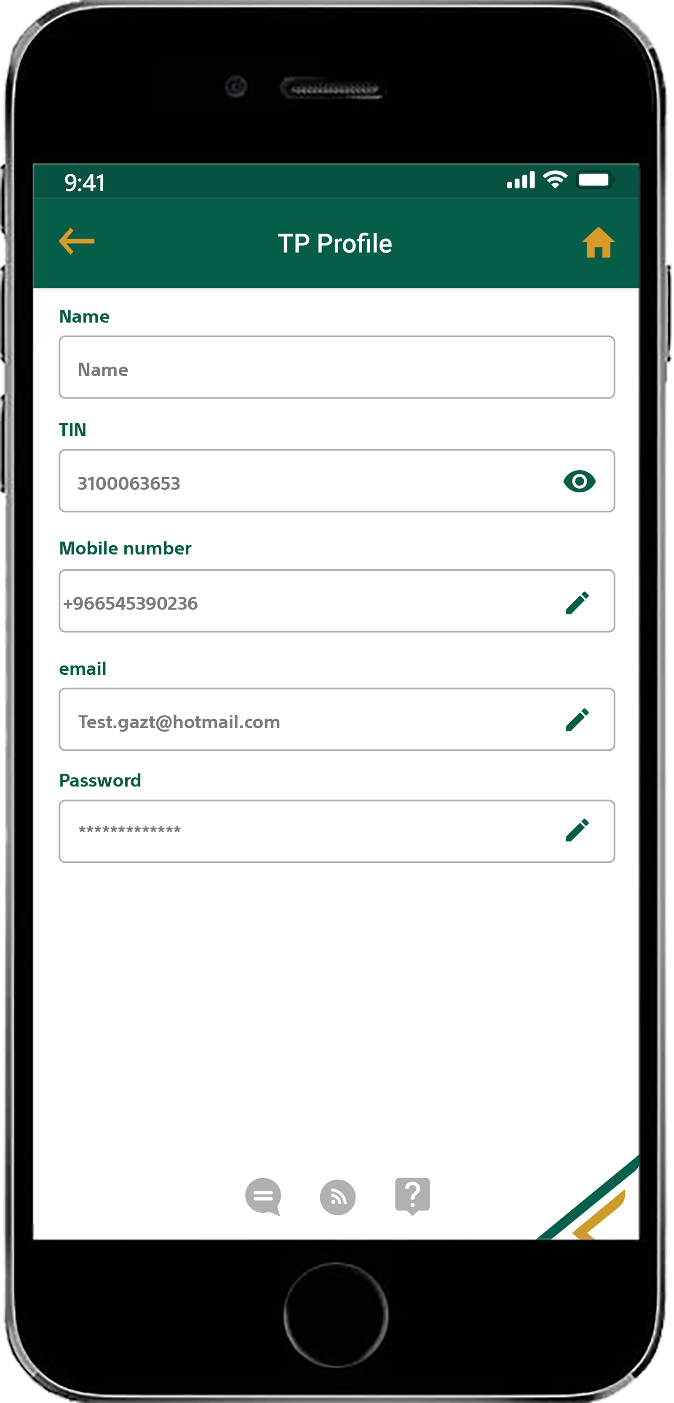 9:41
TP Profile
Name
Name
TIN
3100063653
Mobile number
+966545390236
email
Test.gazt@hotmail.com
Password
*************
?